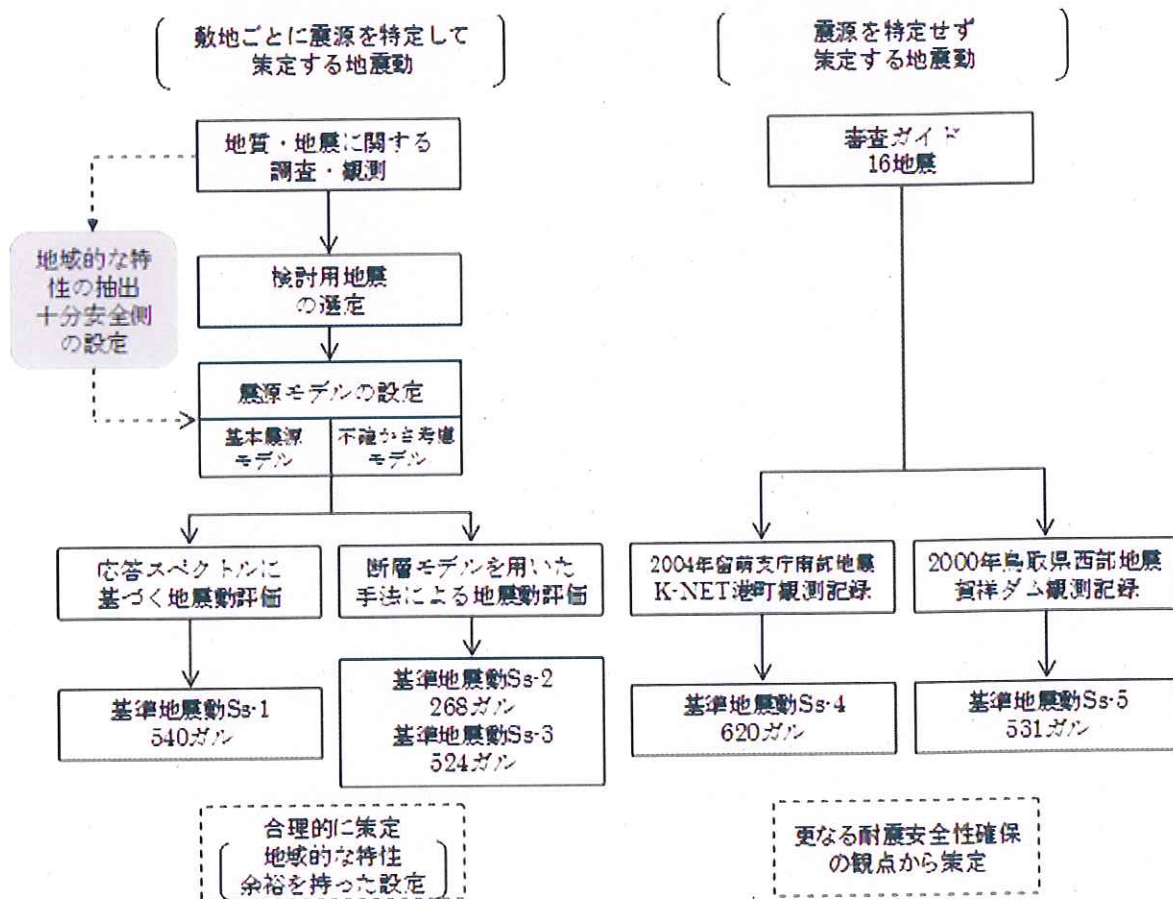 敷地ごとに震源を特定して
策定する地震動
地質・地震に関する
調査・観測
地域的な特
性の抽出
十分安全側
の設定
検討用地震
の選定
震源モデルの設定
基本震源
モデル
不確かさ考慮
モデル
応答スペクトルに
基づく地震動評価
断層モデルを用いた
手法による地震動評価
基準地震動Ss-1
540ガル
基準地震動Ss-2
268ガル
基準地震動Ss-3
524ガル
合理的に策定
地域的な特性
余裕を持った設定
震源を特定せず
策定する地震動
審査ガイド
16地震
2004年留萌支庁南部地震
K-NET港町観測記録
2000年鳥取県西部地震
賀祥ダム観測記録
基準地震動Ss-4
620ガル
基準地震動Ss-5
531ガル
更なる耐震安全性確保
の観点から策定